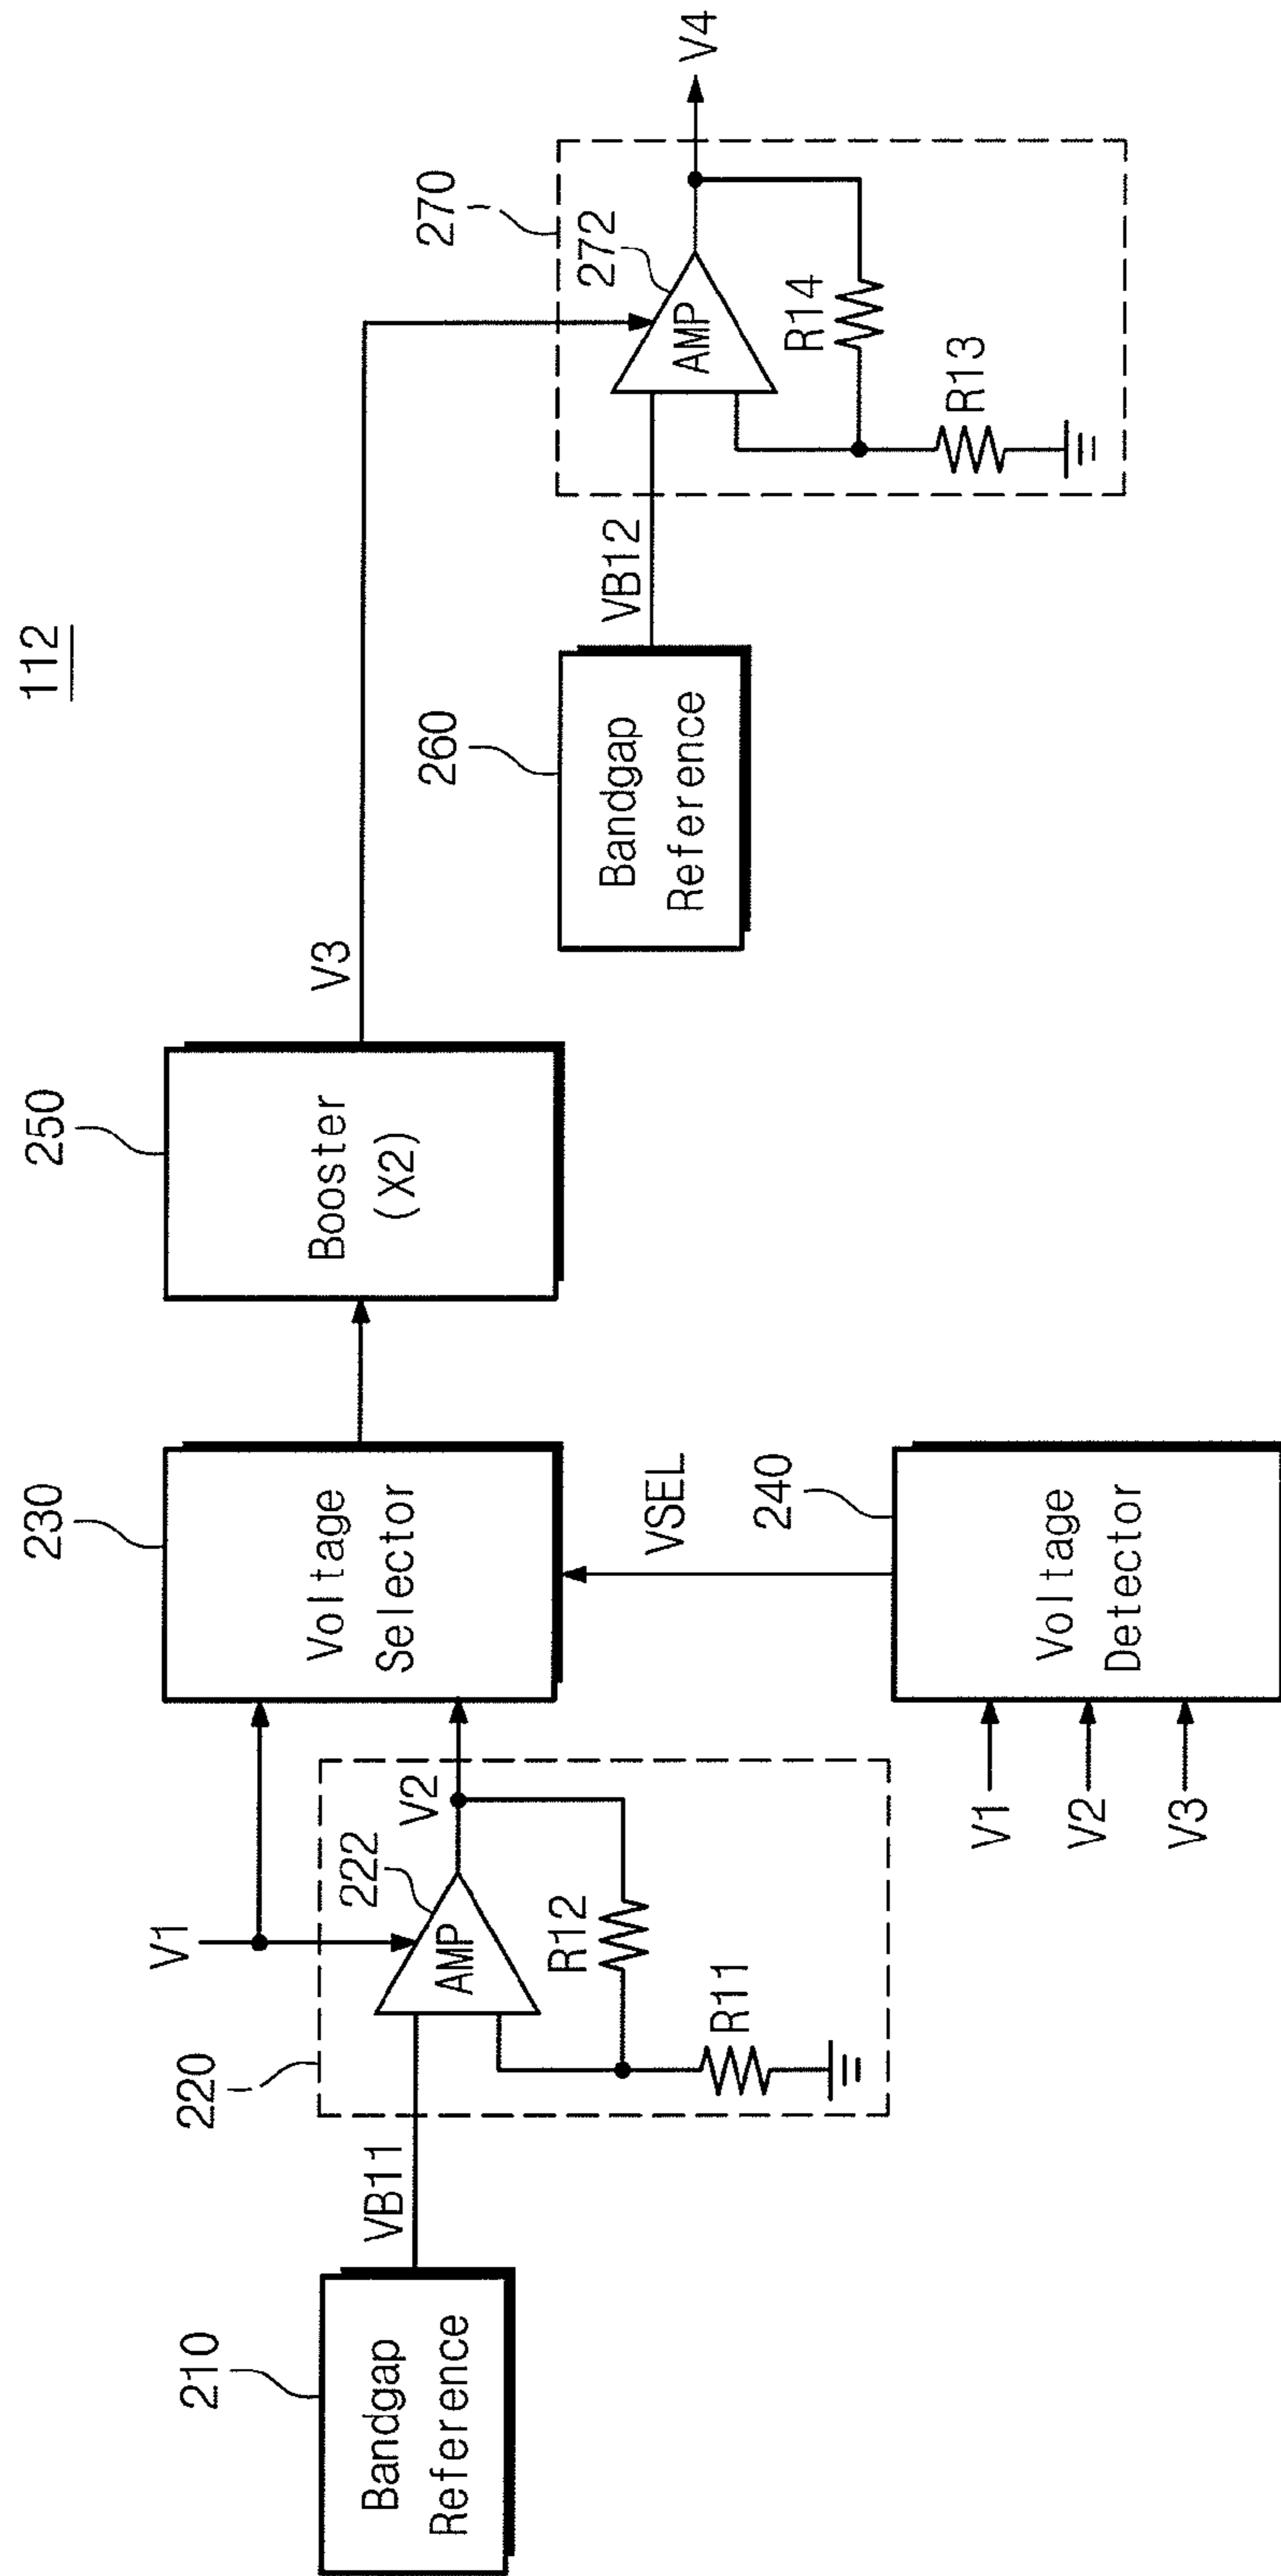 112
210
Bandgap
Reference
VB11
220
V1
222
AMP
V2
R12
R11
230
Voltage
Selector
VSEL
240
Voltage
Detector
V1
V2
V3
250
Booster
(X2)
V3
260
Bandgap
Reference
VB12
270
272
AMP
R14
R13
V4